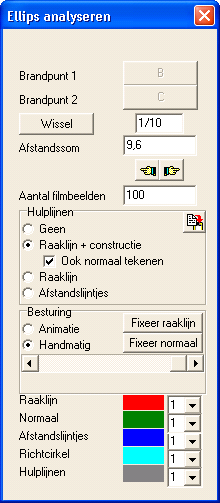 Ellips analyseren
Brandpunt 1 B
Brandpunt 2 C
Wissel 1/10
Afstandssom 9,6
Aantal filmbeelden 100
Hulplijnen
Geen
Raaklijn + constructie
Ook normaal tekenen
Raaklijn
Afstandslijntjes
Besturing
Animatie Fixeer raaklijn
Handmatig Fixeer normaal
Raaklijn 1
Normaal 1
Afstandslijntjes 1
Richtcirkel 1
Hulplijnen 1